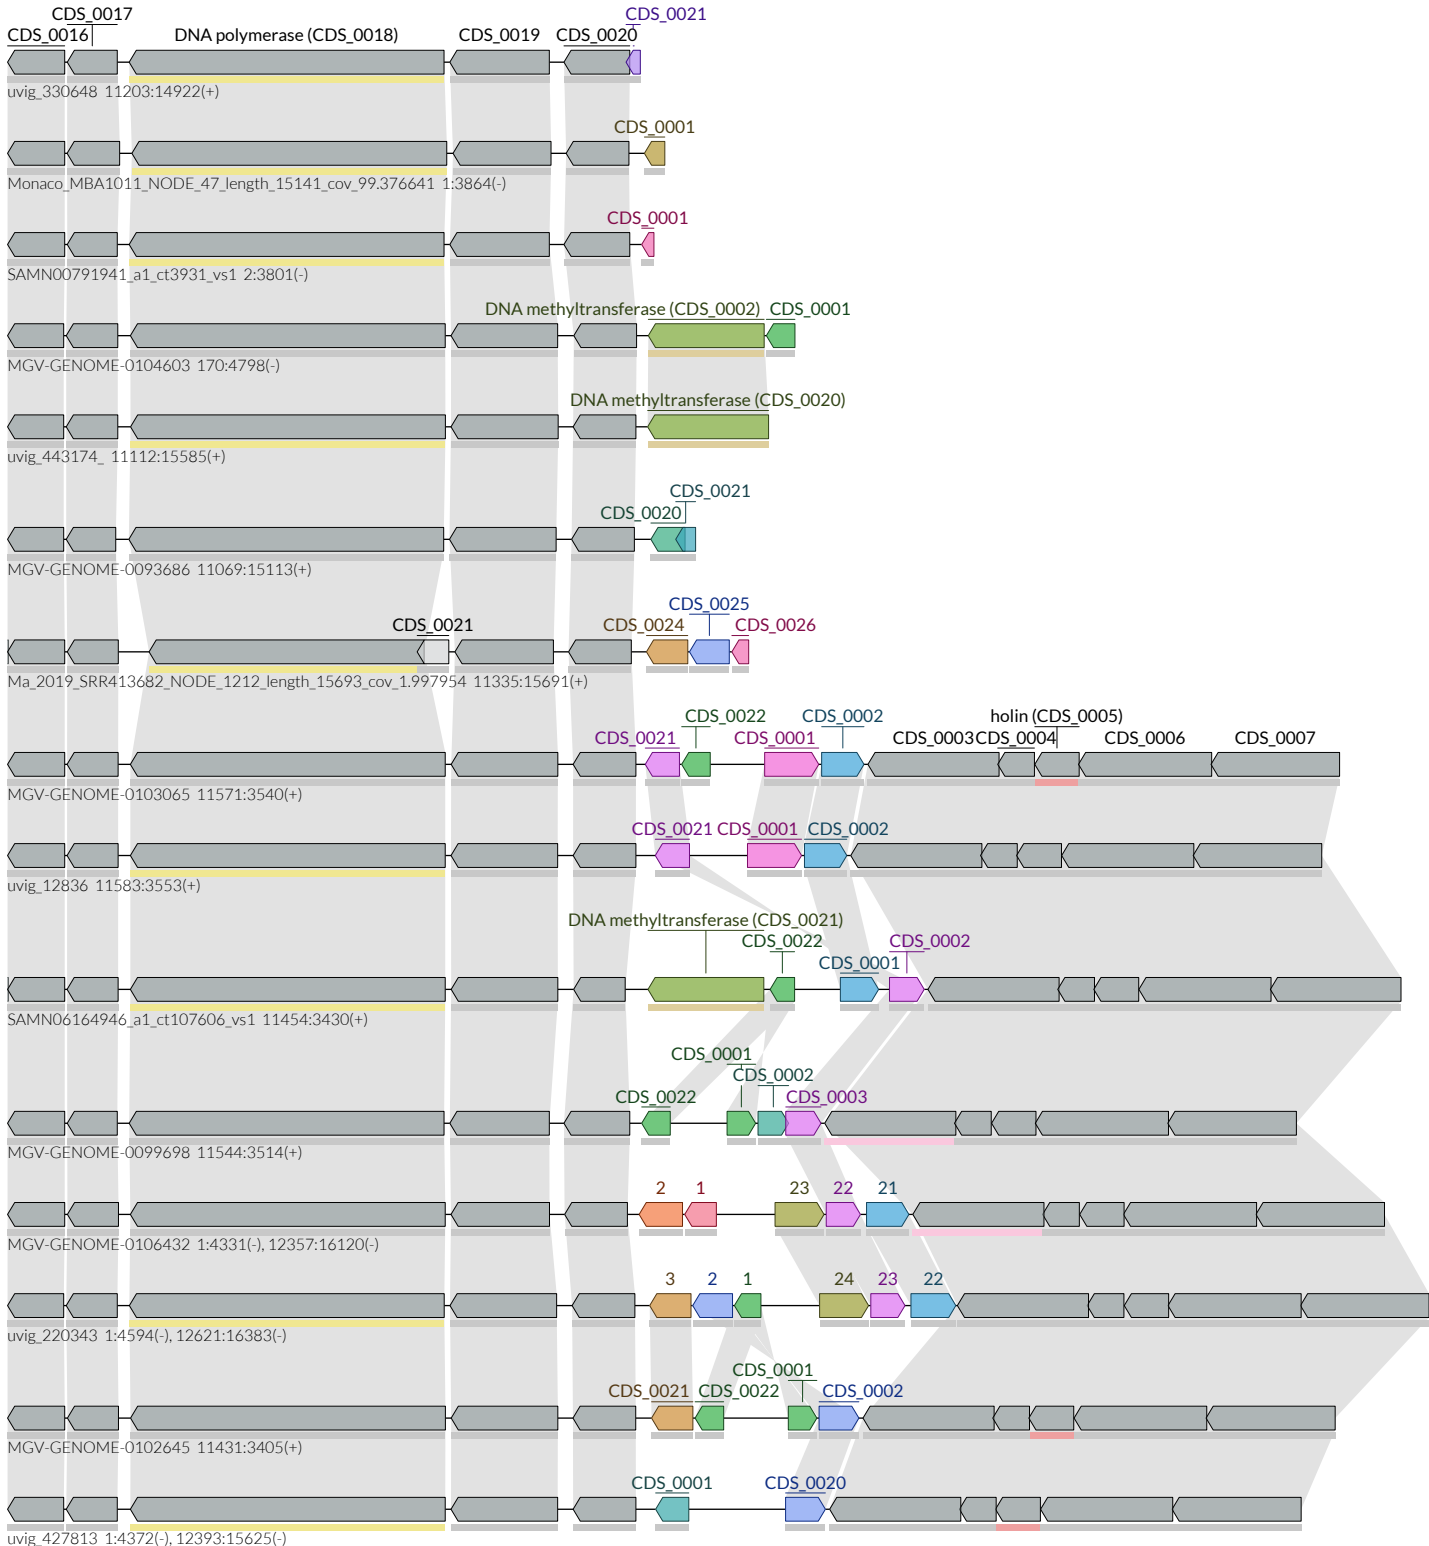 CDS_0017 CDS_0021
CDS_0016 DNA polymerase (CDS_0018) CDS_0019 CDS_0020
uvig_330648 11203:14922(+)
CDS_0001
Monaco_MBA1011_NODE_47_length_15141_cov_99.376641 1:3864(-)
CDS_0001
SAMN00791941_a1_ct3931_vs1 2:3801(-)
DNA methyltransferase (CDS_0002) CDS_0001
MGV-GENOME-0104603 170:4798(-)
DNA methyltransferase (CDS_0020)
uvig_443174_ 11112:15585(+)
CDS_0021
CDS_0020
MGV-GENOME-0093686 11069:15113(+)
CDS_0025
CDS_0021 CDS_0024 CDS_0026
Ma_2019_SRR413682_NODE_1212_length_15693_cov_1.997954 11335:15691(+)
CDS_0022 CDS_0002 holin (CDS_0005)
CDS_0021 CDS_0001 CDS_0003 CDS_0004 CDS_0006 CDS_0007
MGV-GENOME-0103065 11571:3540(+)
CDS_0021 CDS_0001 CDS_0002
uvig_12836 11583:3553(+)
DNA methyltransferase (CDS_0021)
CDS_0022 CDS_0002
CDS_0001
SAMN06164946_a1_ct107606_vs1 11454:3430(+)
CDS_0001
CDS_0002
CDS_0022 CDS_0003
MGV-GENOME-0099698 11544:3514(+)
2 1 23 22 21
MGV-GENOME-0106432 1:4331(-), 12357:16120(-)
3 2 1 24 23 22
uvig_220343 1:4594(-), 12621:16383(-)
CDS_0001
CDS_0021 CDS_0022 CDS_0002
MGV-GENOME-0102645 11431:3405(+)
CDS_0001 CDS_0020
uvig_427813 1:4372(-), 12393:15625(-)